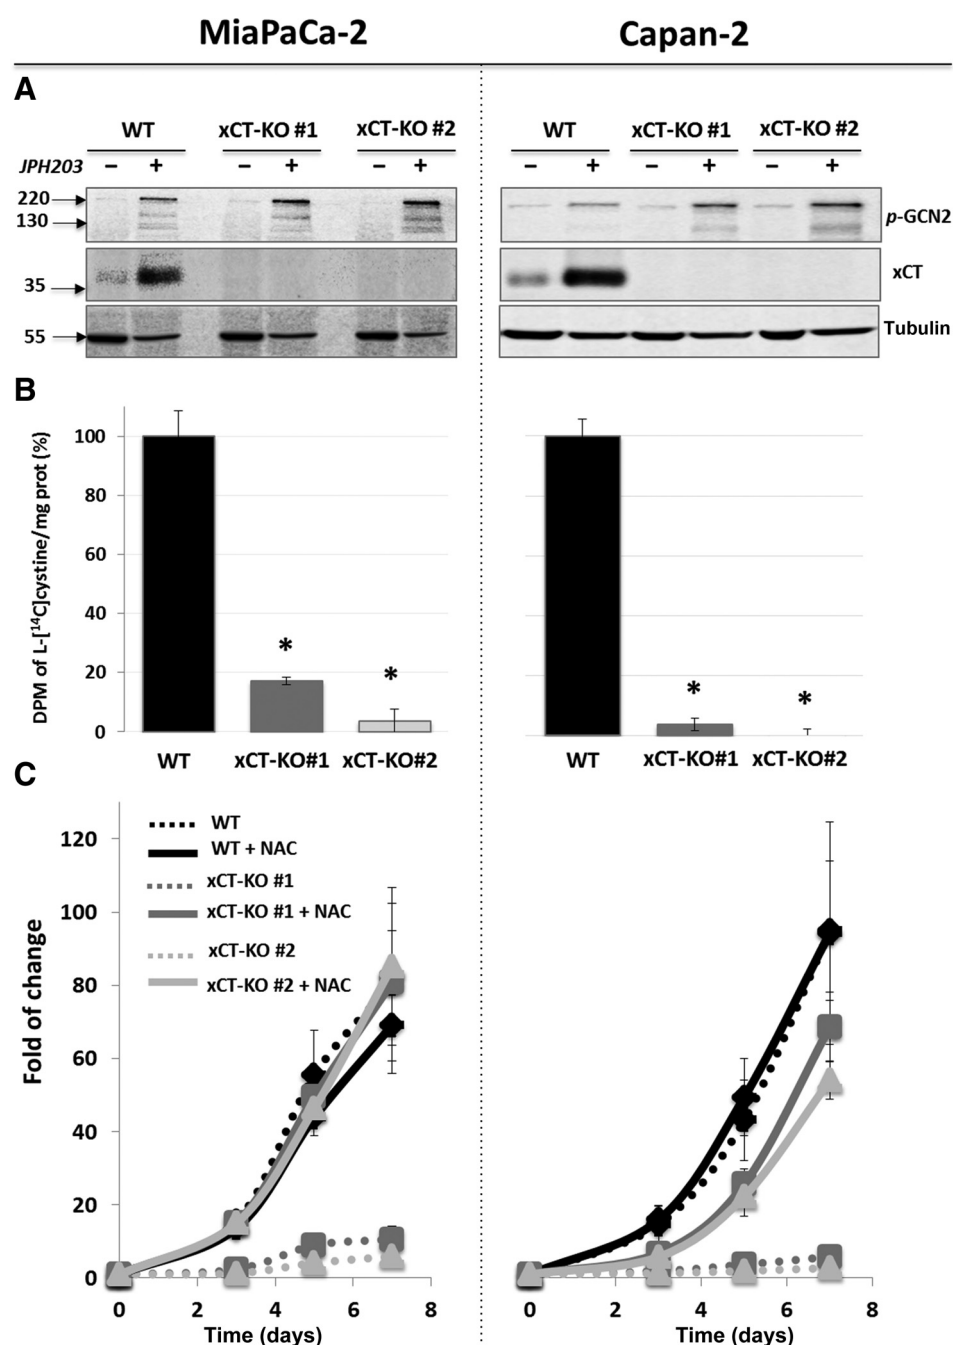 MiaPaCa-2 Capan-2
A
WT xCT-KO #1 xCT-KO #2 WT xCT-KO #1 xCT-KO #2
JPH203 – + – + – + – + – + – +
220
130
p-GCN2
35
xCT
55
Tubulin
B
DPM of L-[14C]cystine/mg prot (%)
100
80
60
40
20
0
* * * *
WT xCT-KO#1 xCT-KO#2 WT xCT-KO#1 xCT-KO#2
C
Fold of change
120
100
80
60
40
20
0
WT
WT + NAC
xCT-KO #1
xCT-KO #1 + NAC
xCT-KO #2
xCT-KO #2 + NAC
0 2 4 6 8 0 2 4 6 8
Time (days) Time (days)